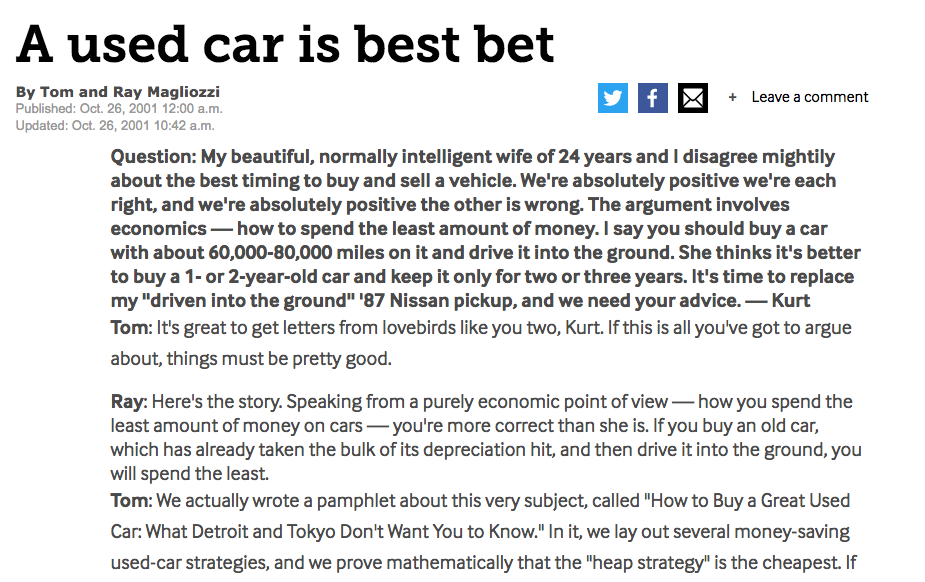 A used car is best bet
By Tom and Ray Magliozzi
Published: Oct. 26, 2001 12:00 a.m.
Updated: Oct. 26, 2001 10:42 a.m.
+ Leave a comment
Question: My beautiful, normally intelligent wife of 24 years and I disagree mightily
about the best timing to buy and sell a vehicle. We're absolutely positive we're each
right, and we're absolutely positive the other is wrong. The argument involves
economics — how to spend the least amount of money. I say you should buy a car
with about 60,000-80,000 miles on it and drive it into the ground. She thinks it's better
to buy a 1- or 2-year-old car and keep it only for two or three years. It's time to replace
my "driven into the ground" '87 Nissan pickup, and we need your advice. — Kurt
Tom: It's great to get letters from lovebirds like you two, Kurt. If this is all you've got to argue
about, things must be pretty good.
Ray: Here's the story. Speaking from a purely economic point of view — how you spend the
least amount of money on cars — you're more correct than she is. If you buy an old car,
which has already taken the bulk of its depreciation hit, and then drive it into the ground, you
will spend the least.
Tom: We actually wrote a pamphlet about this very subject, called "How to Buy a Great Used
Car: What Detroit and Tokyo Don't Want You to Know." In it, we lay out several money-saving
used-car strategies, and we prove mathematically that the "heap strategy" is the cheapest. If